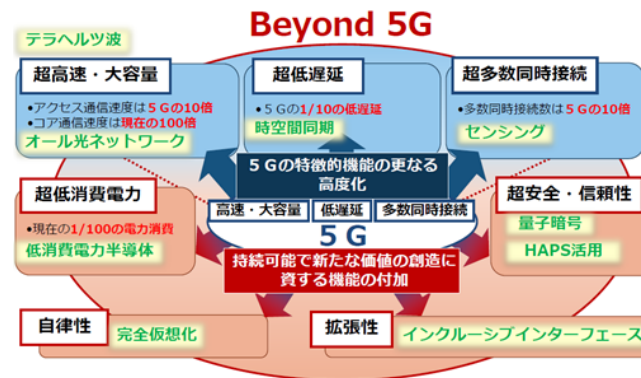 Beyond 5G
テラヘルツ波
超高速・大容量
•アクセス通信速度は5Gの10倍
•コア通信速度は現在の100倍
オール光ネットワーク
超低遅延
•5Gの1/10の低遅延
時空間同期
超多数同時接続
•多数同時接続数は5Gの10倍
センシング
5Gの特徴的機能の更なる
高度化
高速・大容量
低遅延
多数同時接続
5G
超低消費電力
•現在の1/100の電力消費
低消費電力半導体
超安全・信頼性
量子暗号
HAPS活用
持続可能で新たな価値の創造に
資する機能の付加
自律性
完全仮想化
拡張性
インクルーシブインターフェース